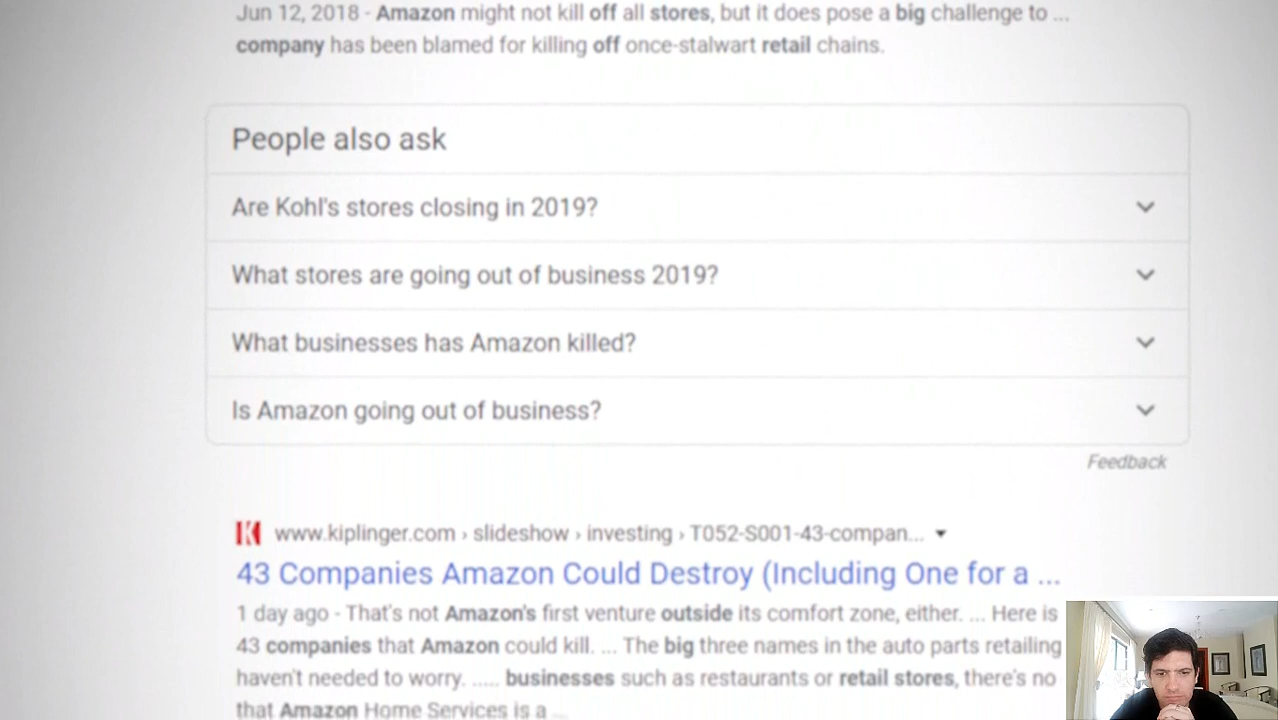 Jun 12, 2018 - Amazon might not kill off all stores, but it does pose a big challenge to ...
company has been blamed for killing off once-stalwart retail chains.
People also ask
Are Kohl's stores closing in 2019?
What stores are going out of business 2019?
What businesses has Amazon killed?
Is Amazon going out of business?
Feedback
www.kiplinger.com › slideshow › investing › T052-S001-43-compan...
43 Companies Amazon Could Destroy (Including One for a ...
1 day ago - That's not Amazon's first venture outside its comfort zone, either. ... Here is
43 companies that Amazon could kill. ... The big three names in the auto parts retailing
haven't needed to worry. ..... businesses such as restaurants or retail stores, there's no
that Amazon Home Services is a ...